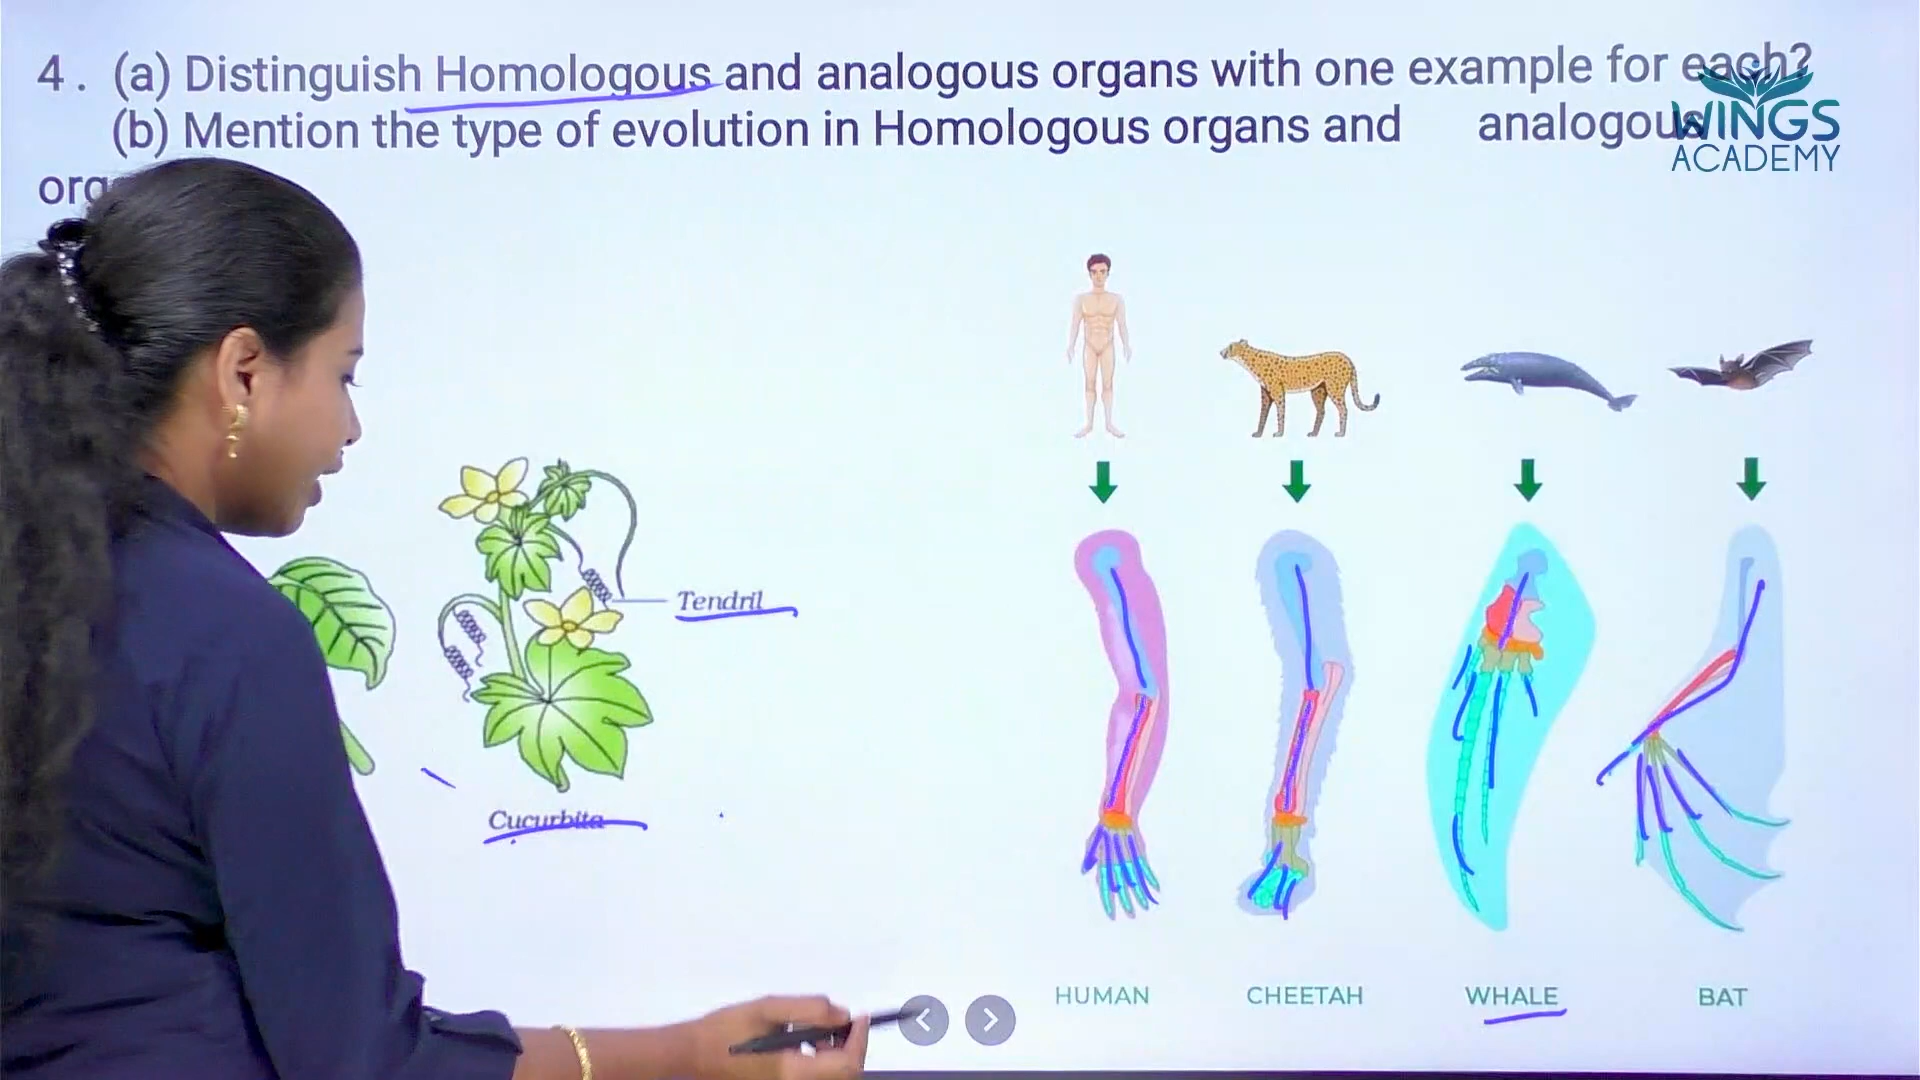 4. (a) Distinguish Homologous and analogous organs with one example for each?
(b) Mention the type of evolution in Homologous organs and analogous
WINGS
ACADEMY
Tendril
Cucurbita
HUMAN CHEETAH WHALE BAT